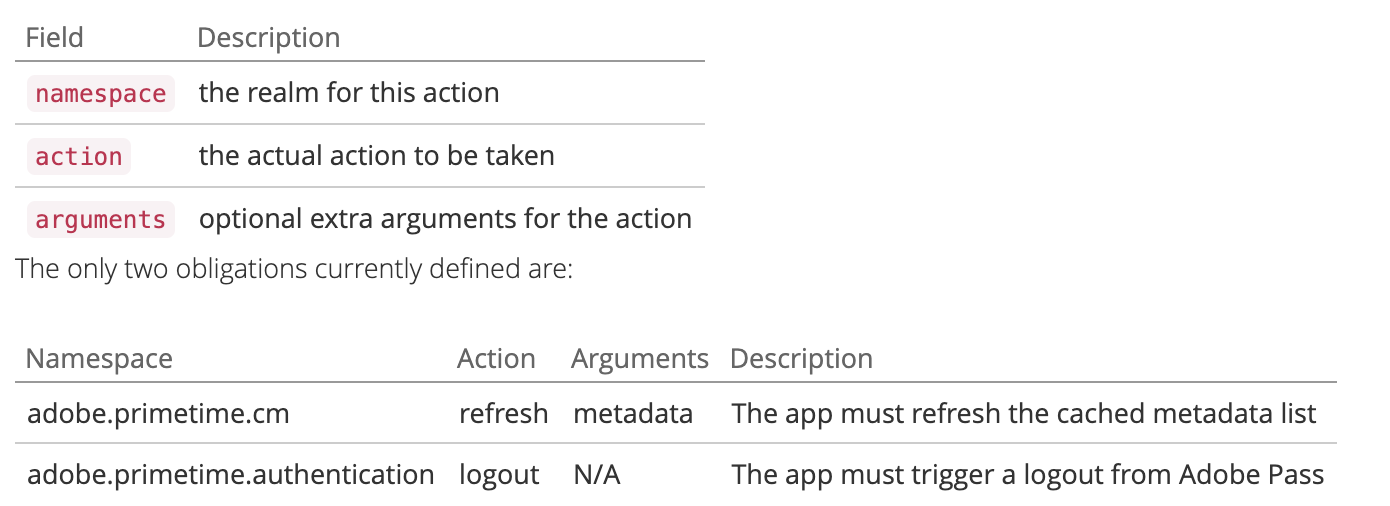 Field Description
namespace the realm for this action
action the actual action to be taken
arguments optional extra arguments for the action
The only two obligations currently defined are:
Namespace Action Arguments Description
adobe.primetime.cm refresh metadata The app must refresh the cached metadata list
adobe.primetime.authentication logout N/A The app must trigger a logout from Adobe Pass